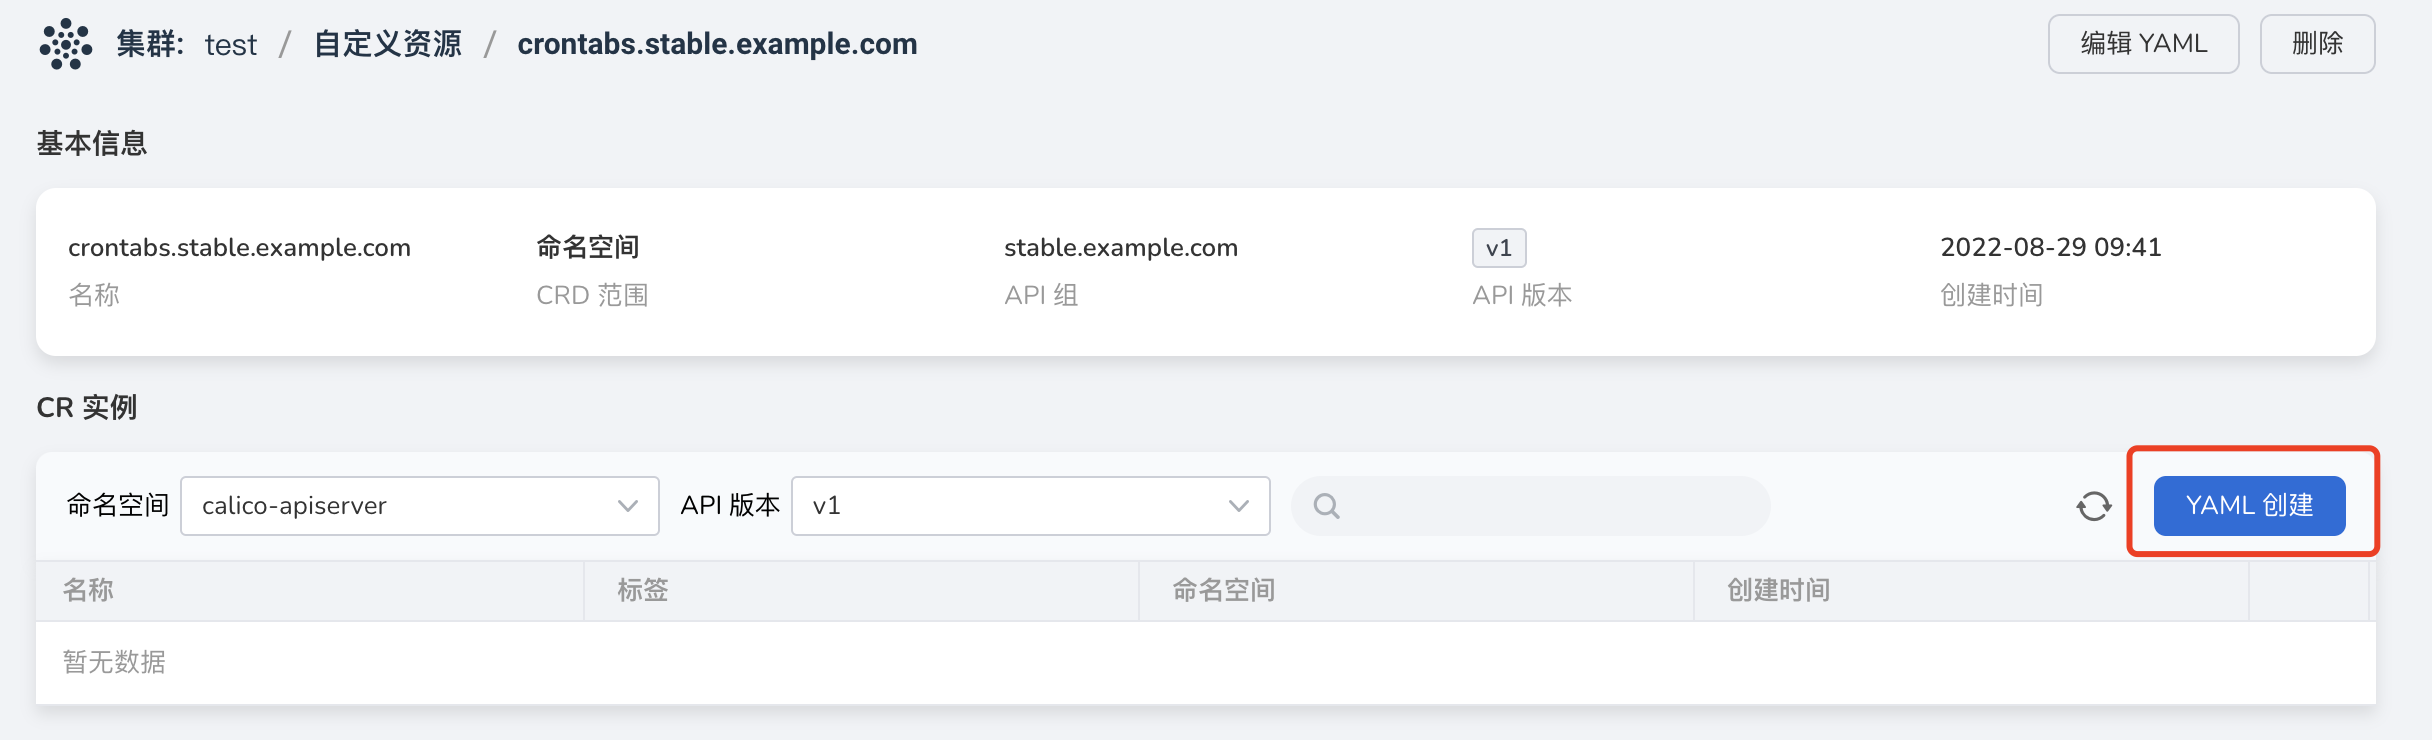 集群: test / 自定义资源 / crontabs.stable.example.com 编辑 YAML 删除
基本信息
crontabs.stable.example.com 命名空间 stable.example.com v1 2022-08-29 09:41
名称 CRD 范围 API 组 API 版本 创建时间
CR 实例
命名空间 calico-apiserver API 版本 v1 YAML 创建
名称 标签 命名空间 创建时间
暂无数据